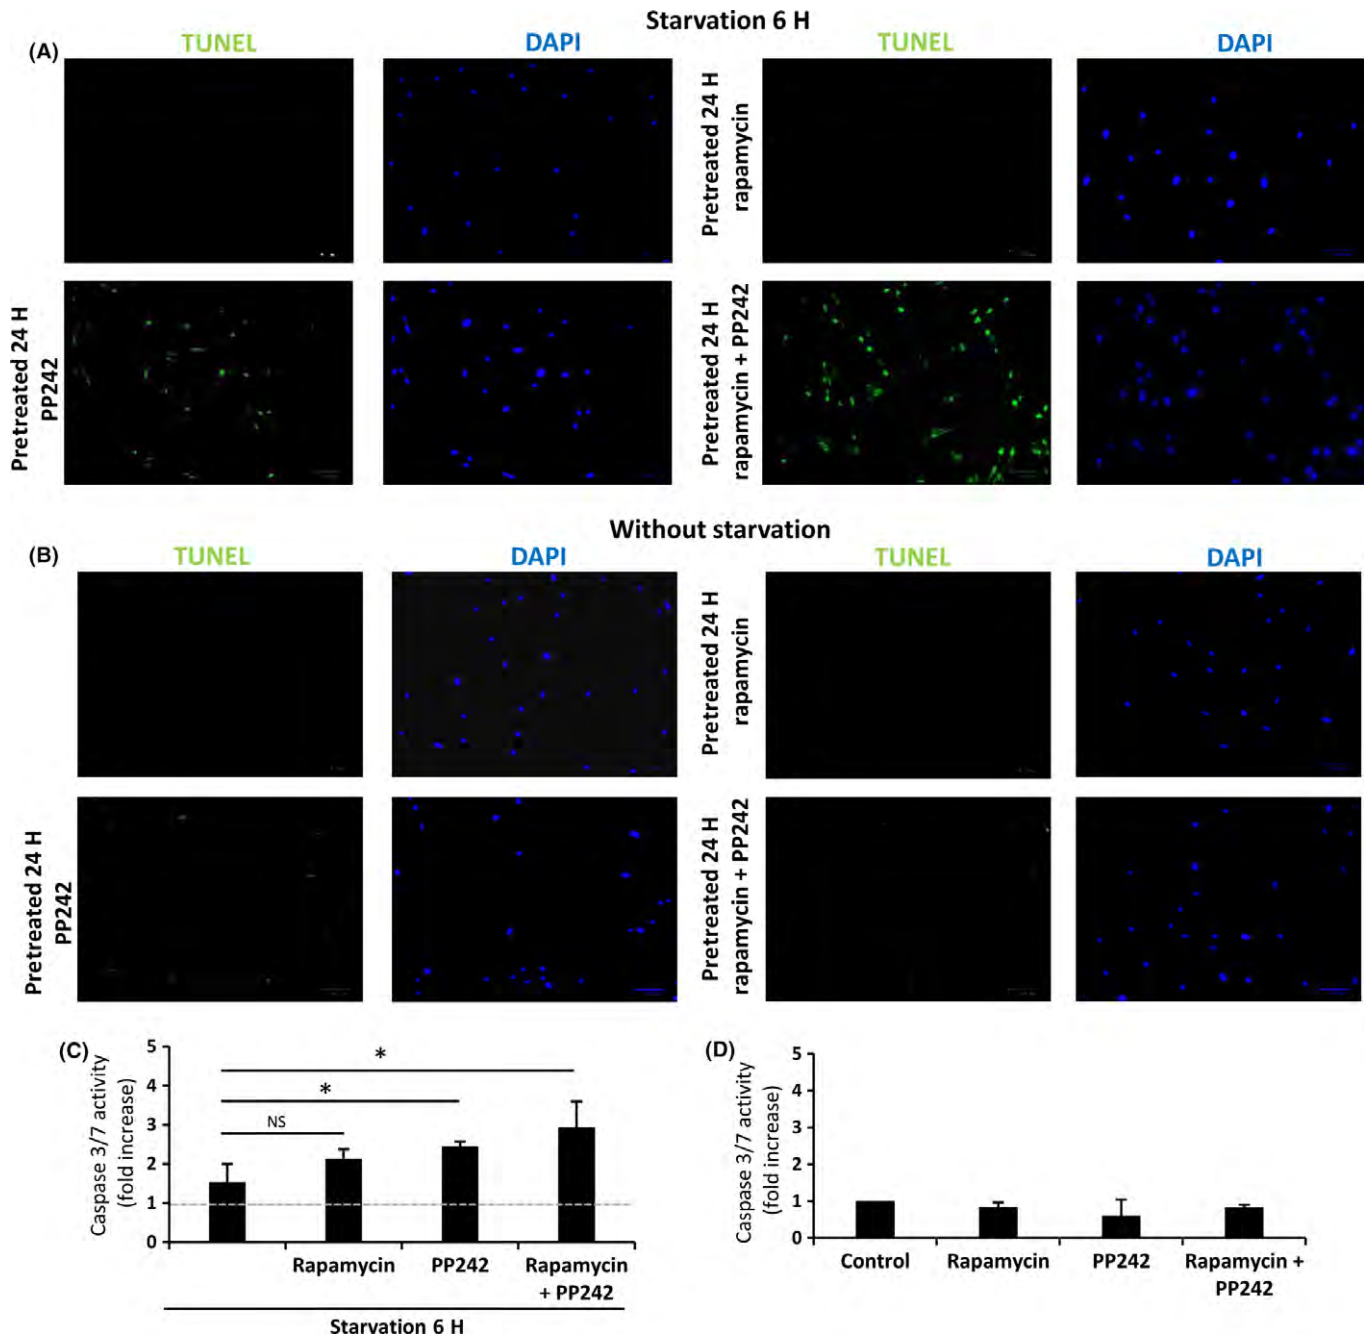 Starvation 6 H
(A)
TUNEL
DAPI
TUNEL
DAPI
Pretreated 24 H
rapamycin
Pretreated 24 H
PP242
Pretreated 24 H
rapamycin + PP242
Without starvation
(B)
TUNEL
DAPI
TUNEL
DAPI
Pretreated 24 H
rapamycin
Pretreated 24 H
PP242
Pretreated 24 H
rapamycin + PP242
(C)
Caspase 3/7 activity
(fold increase)
5
4
3
2
1
0
*
*
NS
Rapamycin
PP242
Rapamycin
+ PP242
Starvation 6 H
(D)
Caspase 3/7 activity
(fold increase)
5
4
3
2
1
0
Control
Rapamycin
PP242
Rapamycin +
PP242